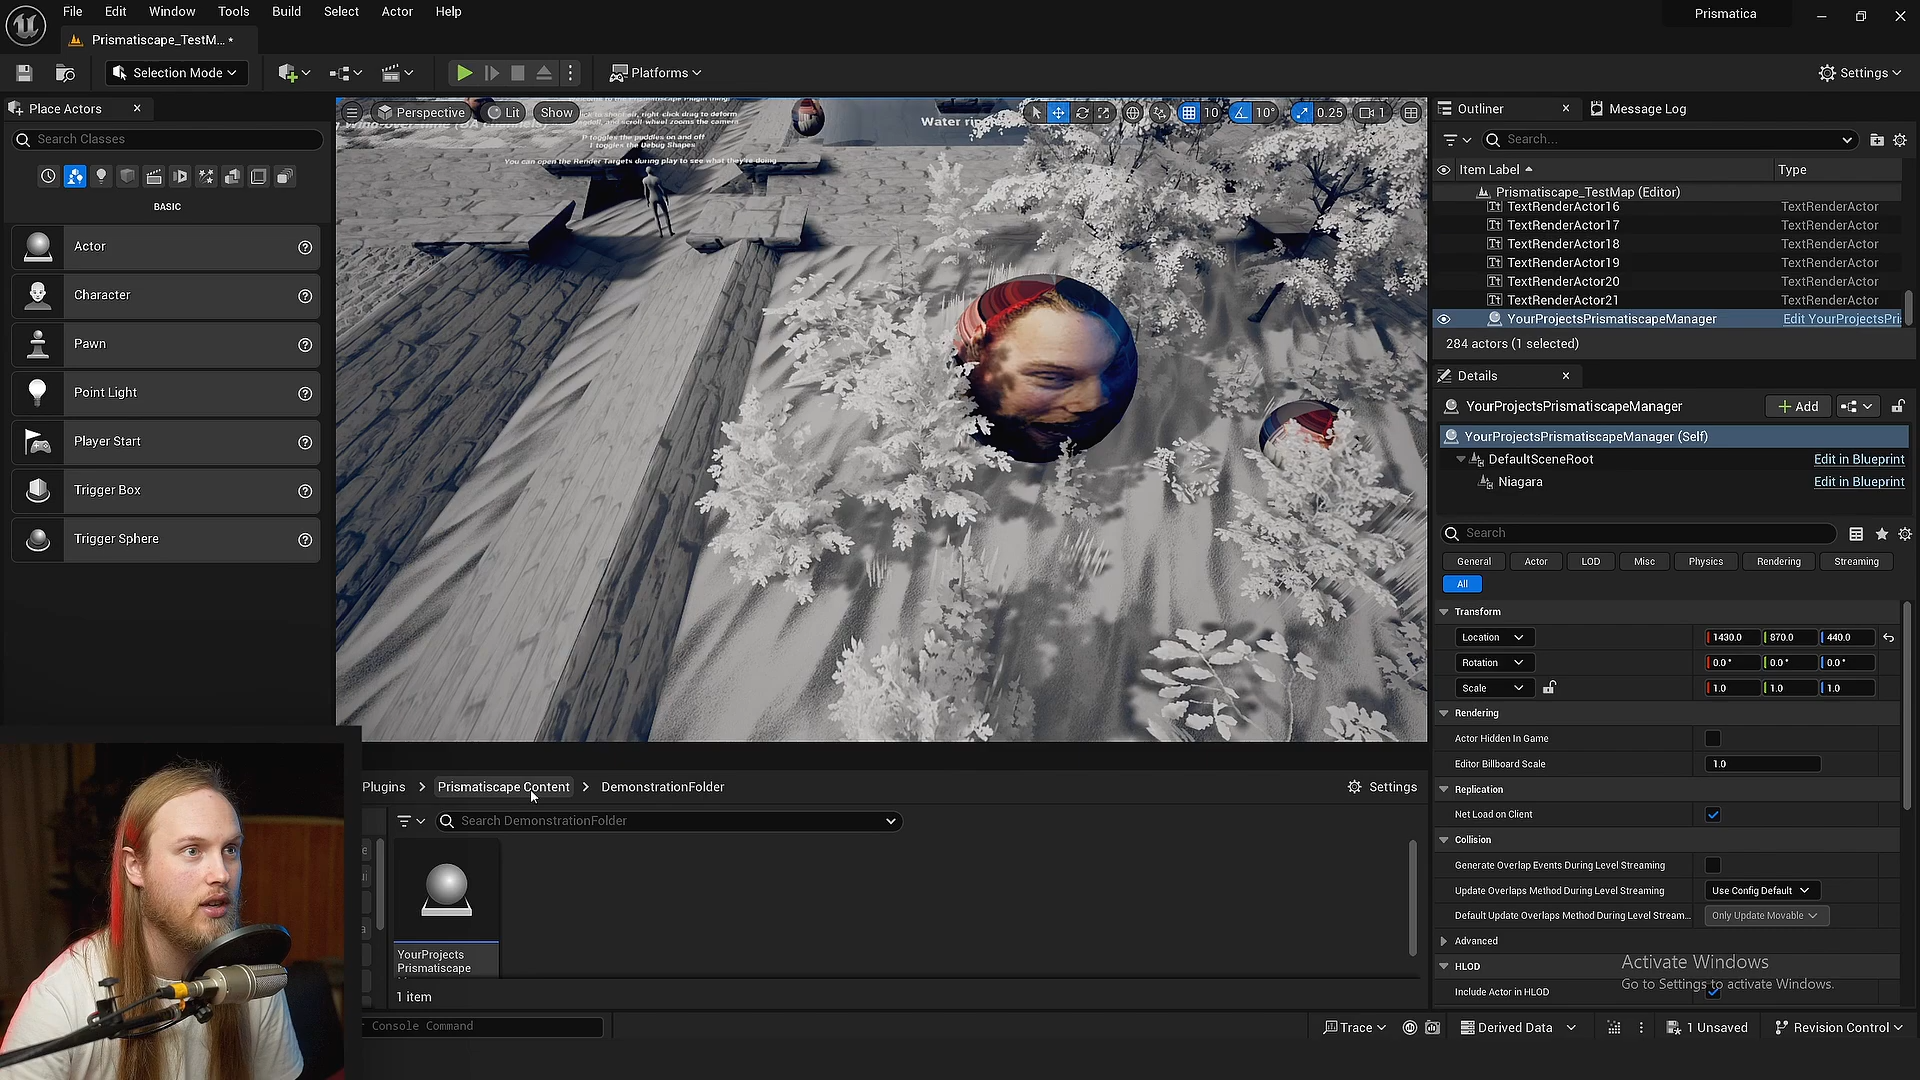 File Edit Window Tools Build Select Actor Help
Prismatica
Prismatiscape_TestM... •
Selection Mode
Platforms
Settings
Place Actors
Search Classes
BASIC
Actor
Character
Pawn
Point Light
Player Start
Trigger Box
Trigger Sphere
Perspective
Lit
Show
10
10°
0.25
1
Water
P toggles the puddles on and off
I toggles the Debug Shapes
You can open the Render Targets during play to see what they're doing
Outliner
Message Log
Search...
Item Label
Type
Prismatiscape_TestMap (Editor)
TextRenderActor16 TextRenderActor
TextRenderActor17 TextRenderActor
TextRenderActor18 TextRenderActor
TextRenderActor19 TextRenderActor
TextRenderActor20 TextRenderActor
TextRenderActor21 TextRenderActor
YourProjectsPrismatiscapeManager Edit YourProjectsPri
284 actors (1 selected)
Details
YourProjectsPrismatiscapeManager
Add
YourProjectsPrismatiscapeManager (Self)
DefaultSceneRoot Edit in Blueprint
Niagara Edit in Blueprint
Search
General Actor LOD Misc Physics Rendering Streaming
All
Transform
Location 1430.0 870.0 440.0
Rotation 0.0° 0.0° 0.0°
Scale 1.0 1.0 1.0
Rendering
Actor Hidden In Game
Editor Billboard Scale 1.0
Replication
Net Load on Client
Collision
Generate Overlap Events During Level Streaming
Update Overlaps Method During Level Streaming Use Config Default
Default Update Overlaps Method During Level Stream... Only Update Movable
Advanced
HLOD
Include Actor in HLOD
Activate Windows
Go to Settings to activate Windows.
Plugins > Prismatiscape Content > DemonstrationFolder
Settings
Search DemonstrationFolder
YourProjects
Prismatiscape
1 item
Console Command
Trace
Derived Data
1 Unsaved
Revision Control